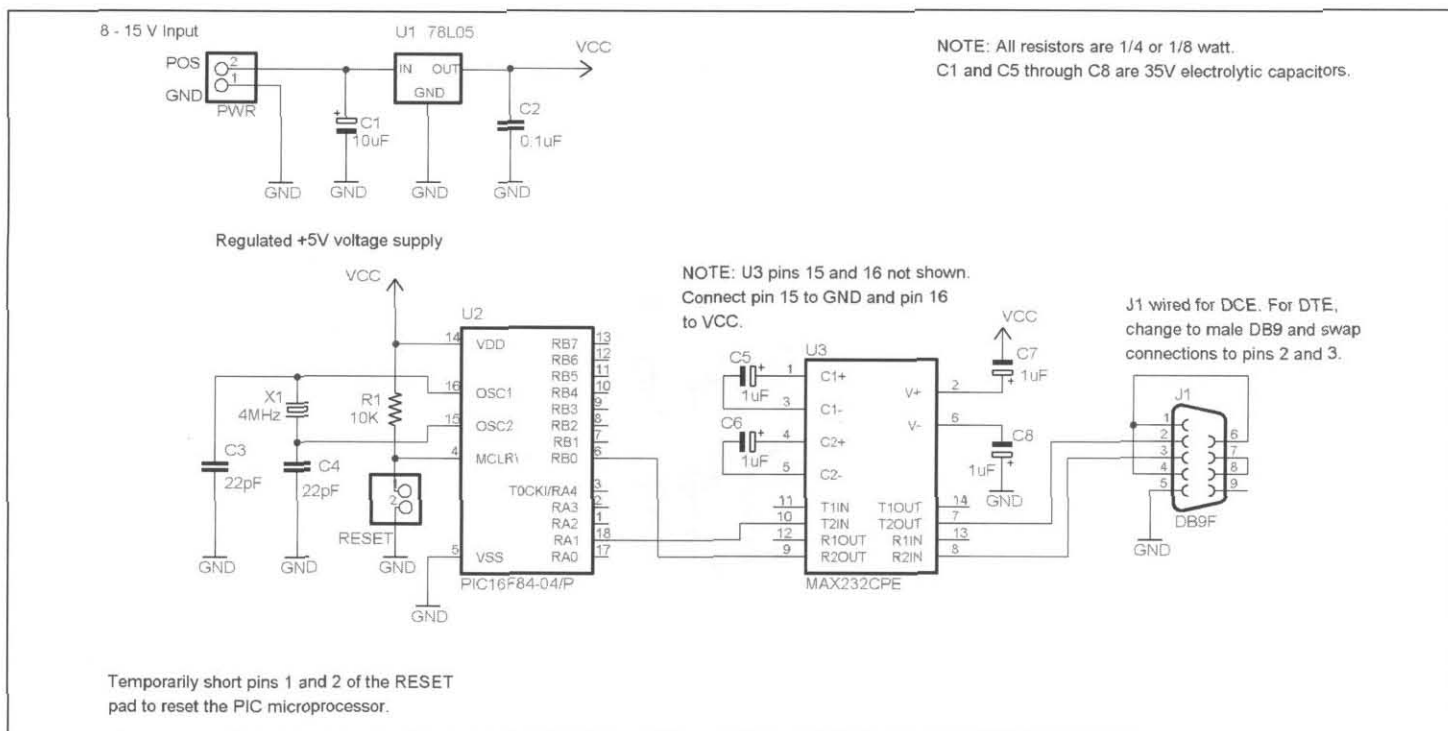 8 - 15 V Input
POS
GND
2
1
PWR
U1 78L05
IN OUT
GND
VCC
+
C1
10uF
C2
0.1uF
GND
GND
GND
GND
NOTE: All resistors are 1/4 or 1/8 watt.
C1 and C5 through C8 are 35V electrolytic capacitors.
Regulated +5V voltage supply
VCC
X1
4MHz
R1
10K
C3
22pF
C4
22pF
1
2
RESET
GND
GND
GND
GND
U2
14 VDD
16 OSC1
15 OSC2
4 MCLR\
5 VSS
RB7 13
RB6 12
RB5 11
RB4 10
RB3 9
RB2 8
RB1 7
RB0 6
T0CKI/RA4 3
RA3 2
RA2 1
RA1 18
RA0 17
PIC16F84-04/P
NOTE: U3 pins 15 and 16 not shown.
Connect pin 15 to GND and pin 16
to VCC.
C5
+
1uF
C6
+
1uF
U3
1 C1+
3 C1-
4 C2+
5 C2-
11 T1IN
10 T2IN
12 R1OUT
9 R2OUT
V+ 2
V- 6
T1OUT 14
T2OUT 7
R1IN 13
R2IN 8
MAX232CPE
VCC
C7
1uF
+
C8
1uF
+
GND
J1 wired for DCE. For DTE,
change to male DB9 and swap
connections to pins 2 and 3.
J1
1
2
3
4
5
6
7
8
9
DB9F
GND
Temporarily short pins 1 and 2 of the RESET
pad to reset the PIC microprocessor.